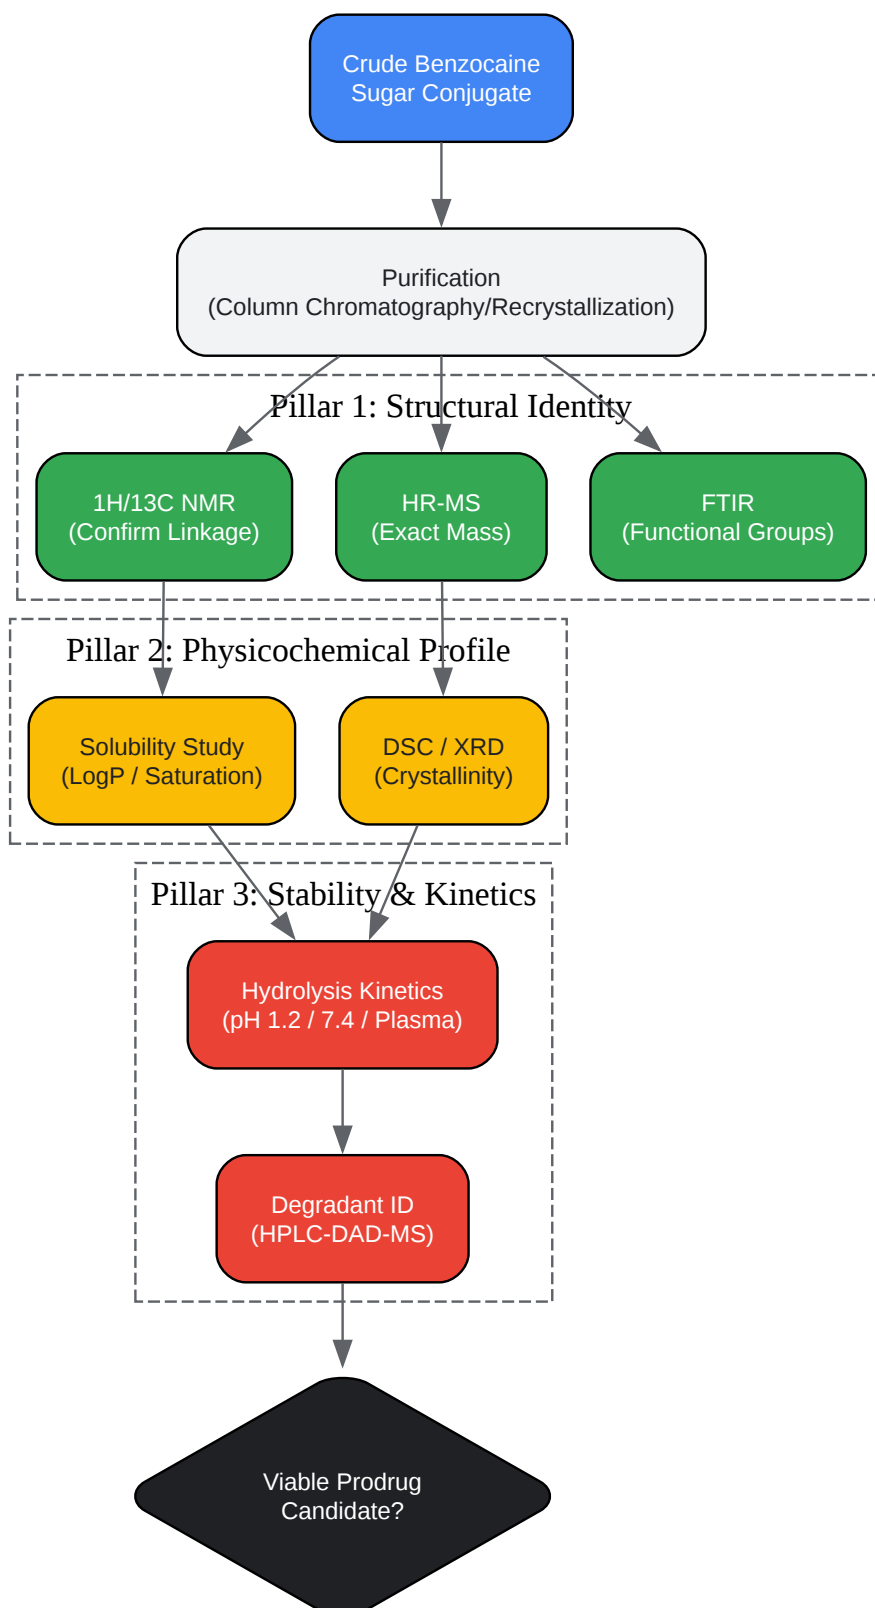 Crude Benzocaine
Sugar Conjugate
Purification
(Column Chromatography/Recrystallization)
Pillar 1: Structural Identity
1H/13C NMR
(Confirm Linkage)
HR-MS
(Exact Mass)
FTIR
(Functional Groups)
Pillar 2: Physicochemical Profile
Solubility Study
(LogP / Saturation)
DSC / XRD
(Crystallinity)
Pillar 3: Stability & Kinetics
Hydrolysis Kinetics
(pH 1.2 / 7.4 / Plasma)
Degradant ID
(HPLC-DAD-MS)
Viable Prodrug
Candidate?